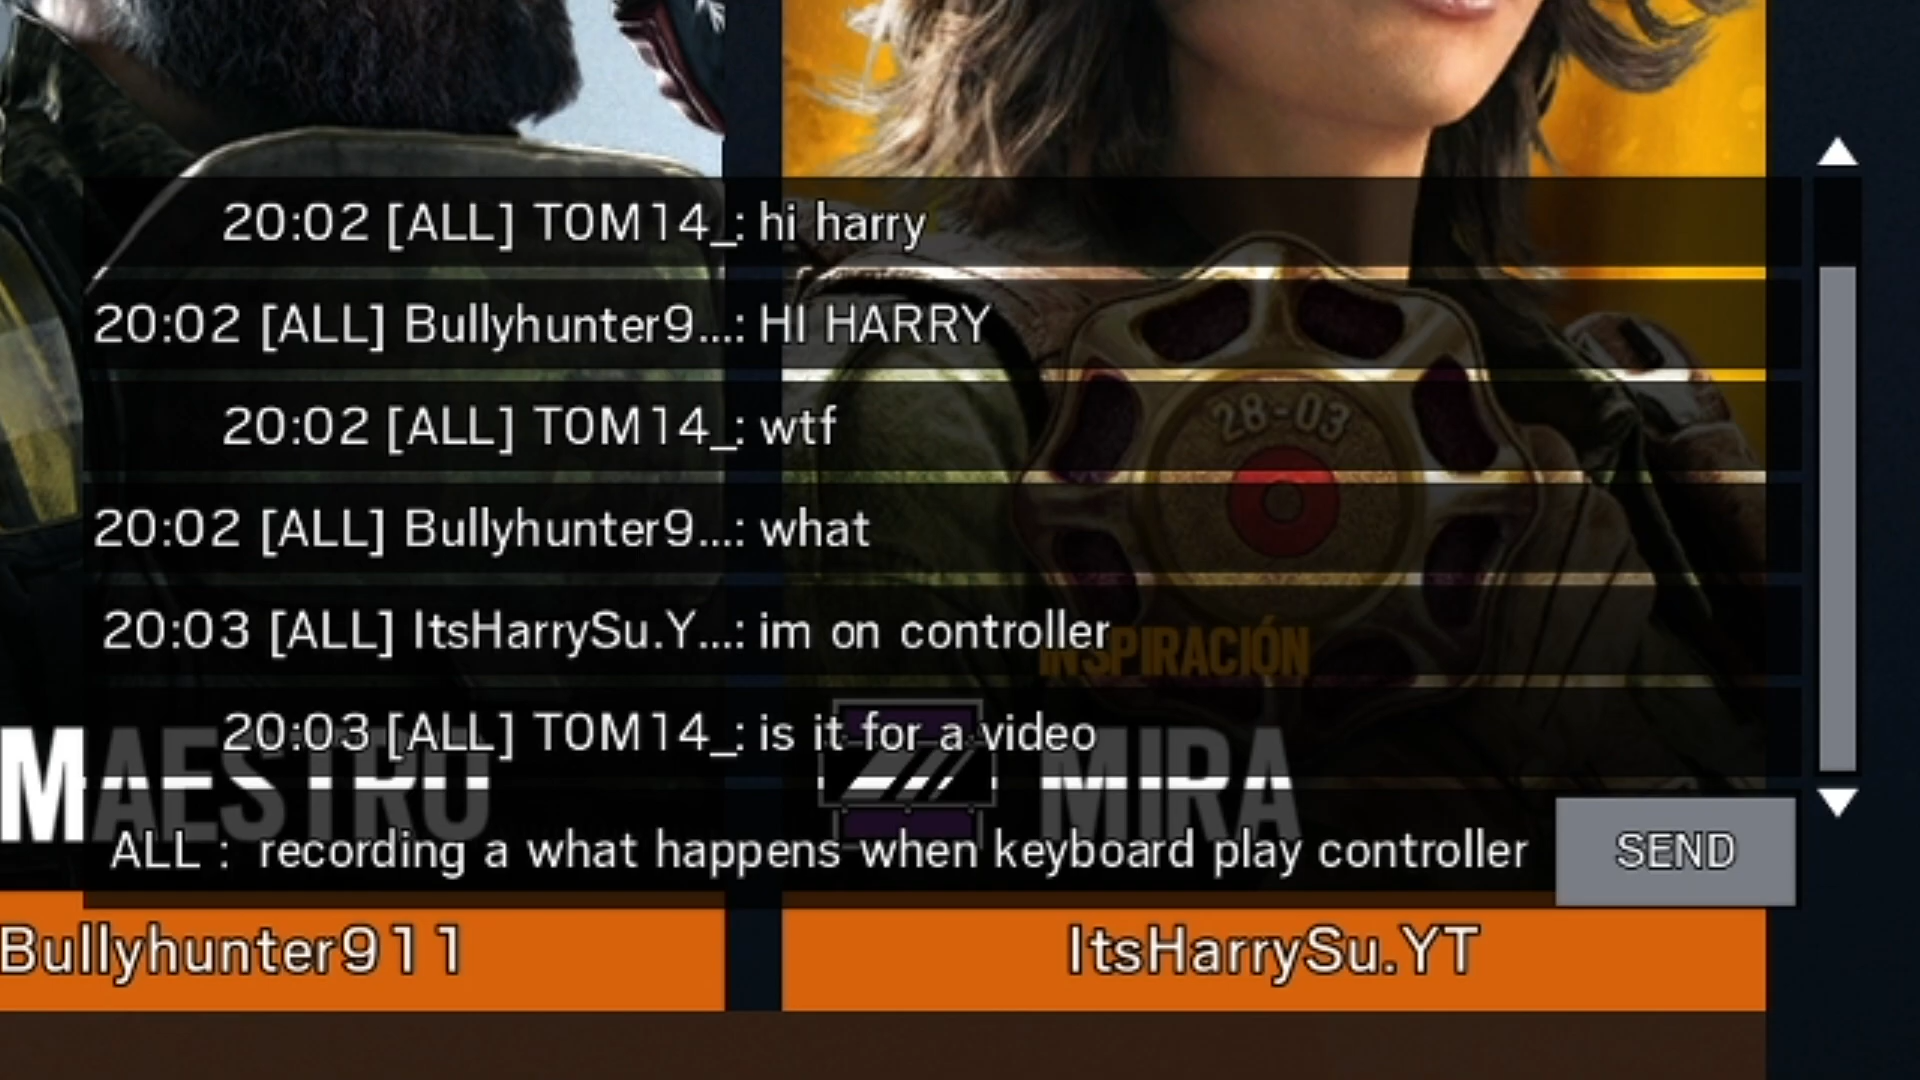 20:02 [ALL] TOM14_: hi harry
20:02 [ALL] Bullyhunter9...: HI HARRY
20:02 [ALL] TOM14_: wtf
28-03
20:02 [ALL] Bullyhunter9...: what
20:03 [ALL] ItsHarrySu.Y...: im on controller
INSPIRACIÓN
20:03 [ALL] TOM14_: is it for a video
MAESTRO
MIRA
ALL : recording a what happens when keyboard play controller
SEND
Bullyhunter911
ItsHarrySu.YT